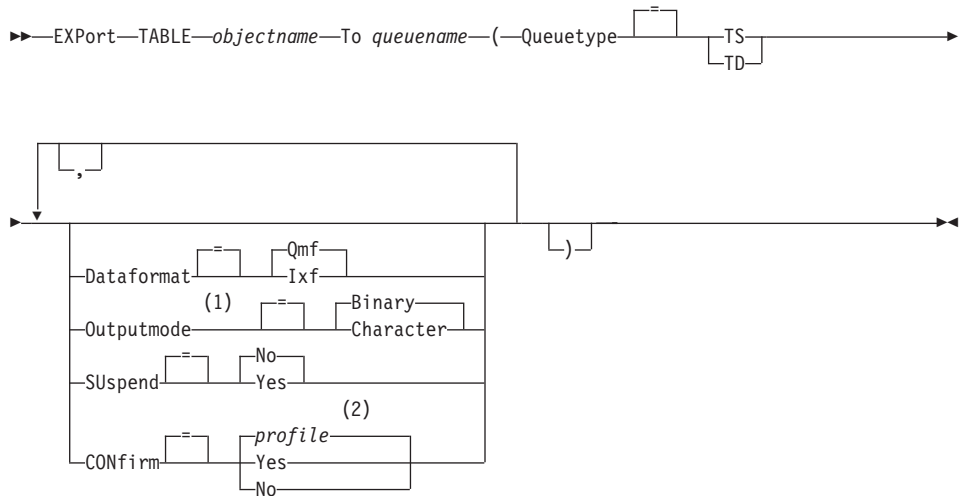 EXPort TABLE objectname To queuename ( Queuetype = TS
TD
,
Dataformat = Qmf
Ixf
(1)
Outputmode = Binary
Character
SUspend = No
Yes
(2)
CONfirm = profile
Yes
No
)